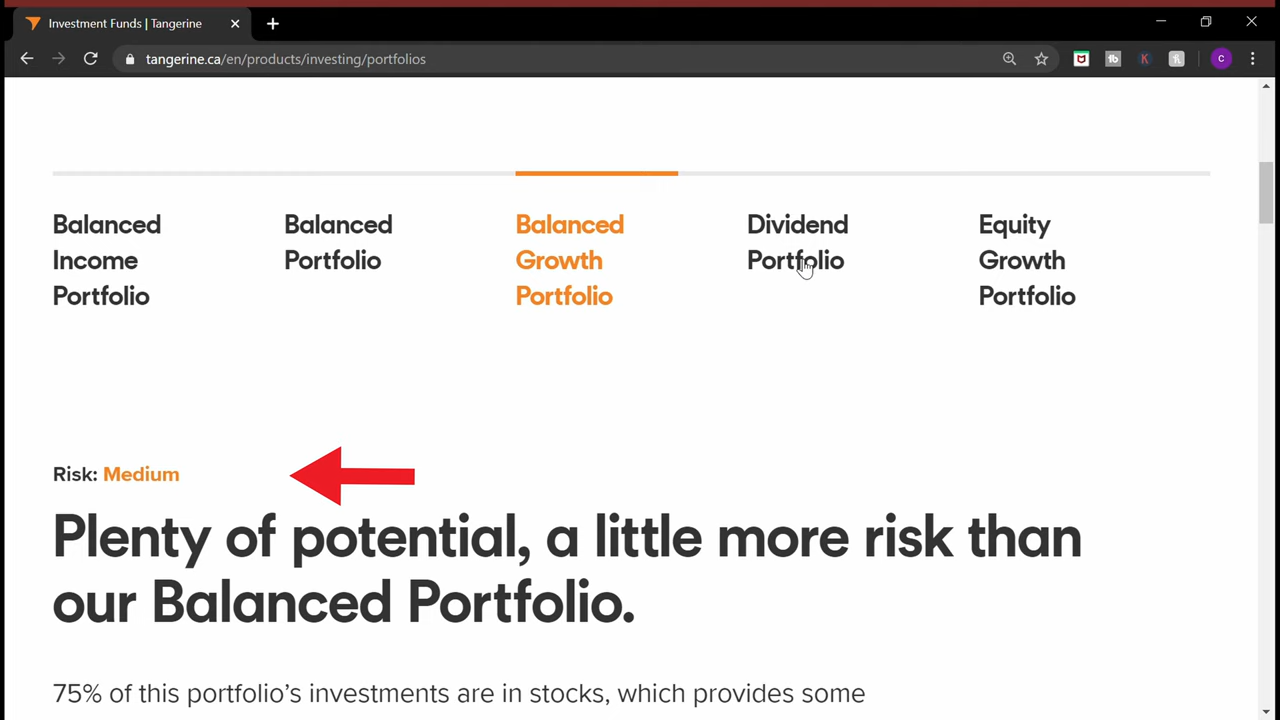 Investment Funds | Tangerine
tangerine.ca/en/products/investing/portfolios
Balanced
Income
Portfolio
Balanced
Portfolio
Balanced
Growth
Portfolio
Dividend
Portfolio
Equity
Growth
Portfolio
Risk: Medium
Plenty of potential, a little more risk than
our Balanced Portfolio.
75% of this portfolio's investments are in stocks, which provides some